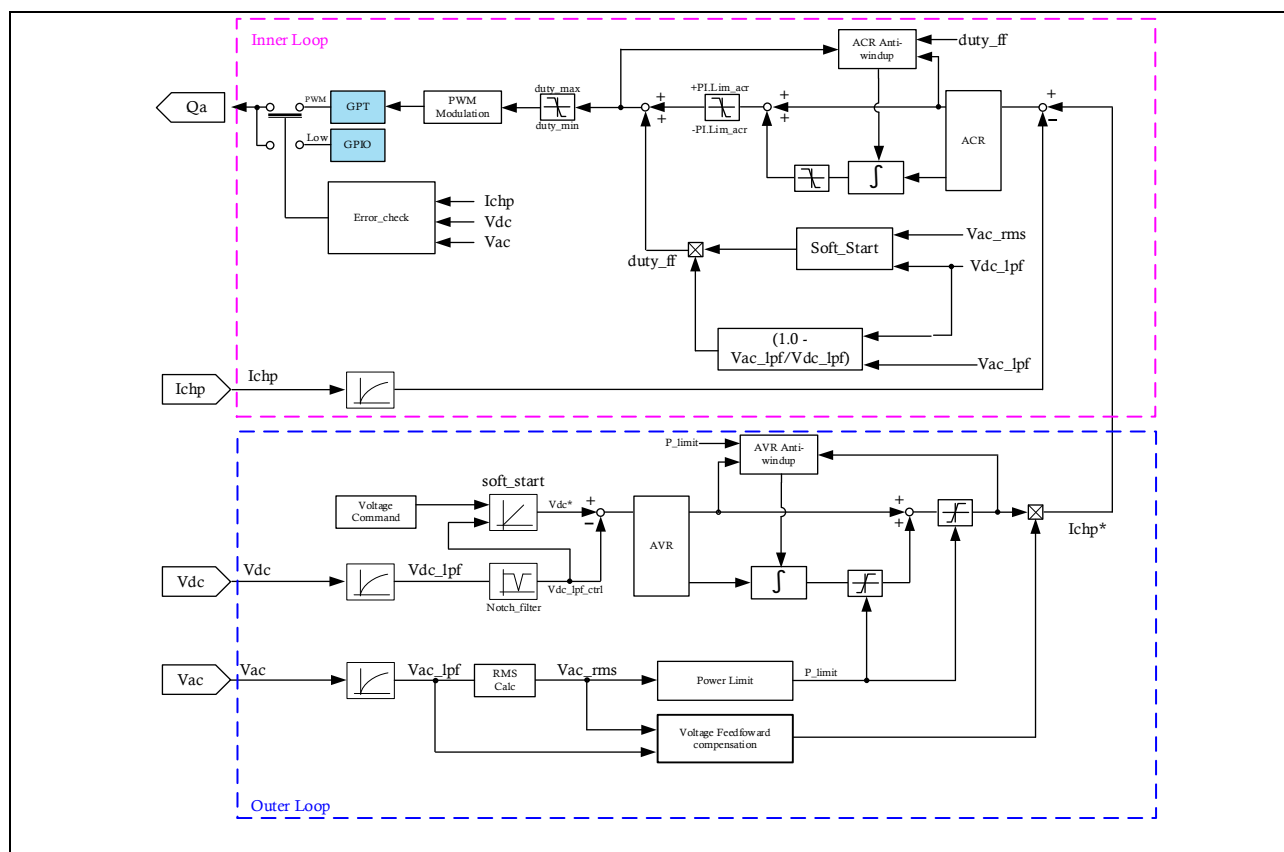 Inner Loop
ACR Anti-
windup
duty_ff
Qa
PWM
GPT
PWM
Modulation
duty_max
duty_min
+
+
+PI.Lim_acr
-PI.Lim_acr
+
+
ACR
+
−
Low
GPIO
∫
Error_check
Ichp
Vdc
Vac
duty_ff
Soft_Start
Vac_rms
Vdc_lpf
(1.0 -
Vac_lpf/Vdc_lpf)
Vac_lpf
Ichp
Ichp
P_limit
AVR Anti-
windup
soft_start
Voltage
Command
Vdc*
+
−
AVR
+
+
Ichp*
Vdc
Vdc
Vdc_lpf
Notch_filter
Vdc_lpf_ctrl
∫
Vac
Vac
Vac_lpf
RMS
Calc
Vac_rms
Power Limit
P_limit
Voltage Feedfoward
compensation
Outer Loop